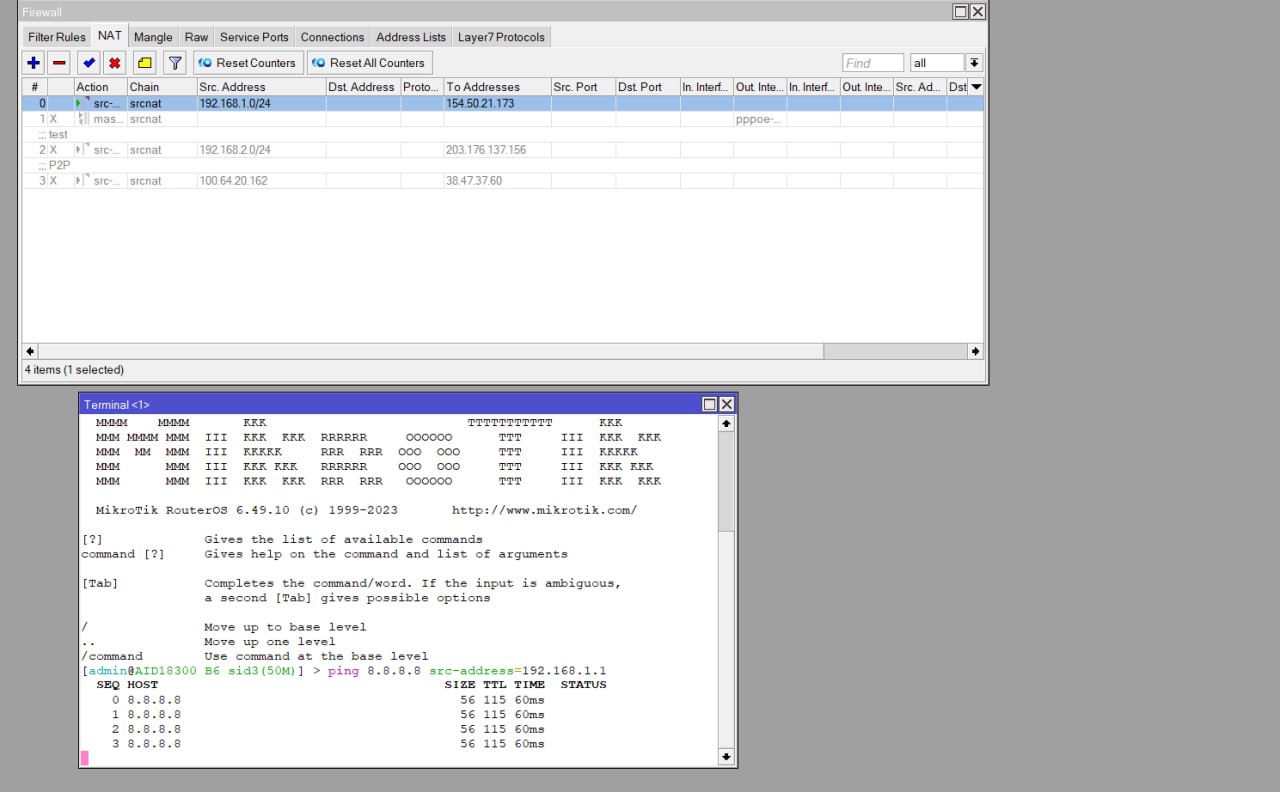 Firewall
Filter Rules NAT Mangle Raw Service Ports Connections Address Lists Layer7 Protocols
Reset Counters Reset All Counters Find all
# Action Chain Src. Address Dst. Address Proto... To Addresses Src. Port Dst. Port In. Interf... Out. Inte... In. Interf... Out. Inte... Src. Ad... Dst
0 src-... srcnat 192.168.1.0/24 154.50.21.173
1 X mas... srcnat pppoe-...
;;; test
2 X src-... srcnat 192.168.2.0/24 203.176.137.156
;;; P2P
3 X src-... srcnat 100.64.20.162 38.47.37.60
4 items (1 selected)
Terminal <1>
MMMM MMMM KKK TTTTTTTTTTT KKK
MMM MMMM MMM III KKK KKK RRRRRR OOOOOO TTT III KKK KKK
MMM MM MMM III KKKKK RRR RRR OOO OOO TTT III KKKKK
MMM MMM III KKK KKK RRRRRR OOO OOO TTT III KKK KKK
MMM MMM III KKK KKK RRR RRR OOOOOO TTT III KKK KKK
MikroTik RouterOS 6.49.10 (c) 1999-2023 http://www.mikrotik.com/
[?] Gives the list of available commands
command [?] Gives help on the command and list of arguments
[Tab] Completes the command/word. If the input is ambiguous,
a second [Tab] gives possible options
/ Move up to base level
.. Move up one level
/command Use command at the base level
[admin@AID18300 B6 sid3(50M)] > ping 8.8.8.8 src-address=192.168.1.1
SEQ HOST SIZE TTL TIME STATUS
0 8.8.8.8 56 115 60ms
1 8.8.8.8 56 115 60ms
2 8.8.8.8 56 115 60ms
3 8.8.8.8 56 115 60ms